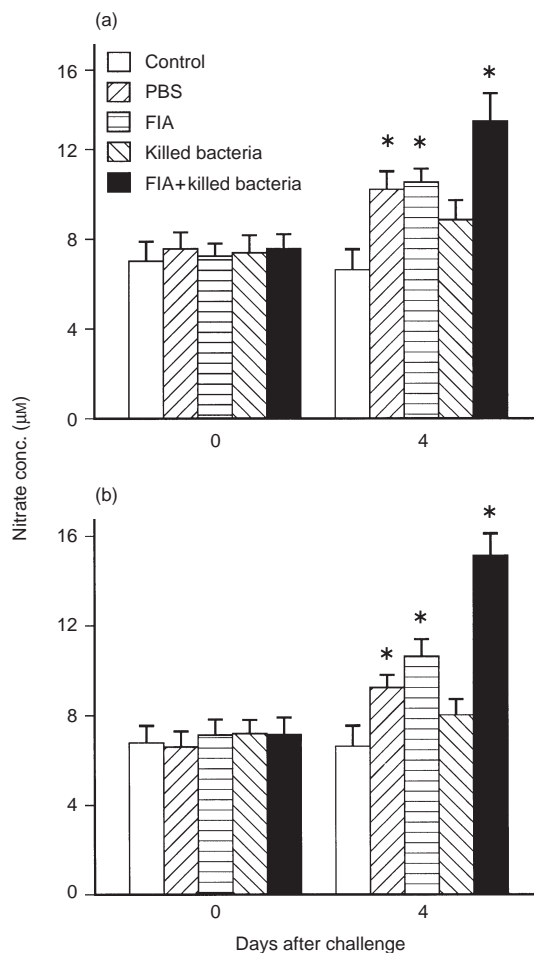 (a)
Control
PBS
FIA
Killed bacteria
FIA+killed bacteria
*
* *
16
12
8
4
0
0 4
Nitrate conc. (μM)
(b)
*
*
*
16
12
8
4
0
0 4
Days after challenge